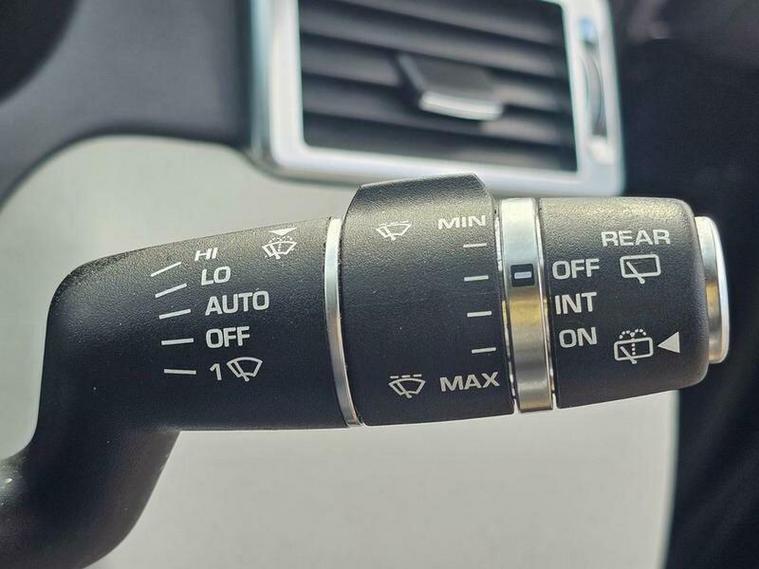 HI
LO
AUTO
OFF
1
MIN
MAX
REAR
OFF
INT
ON